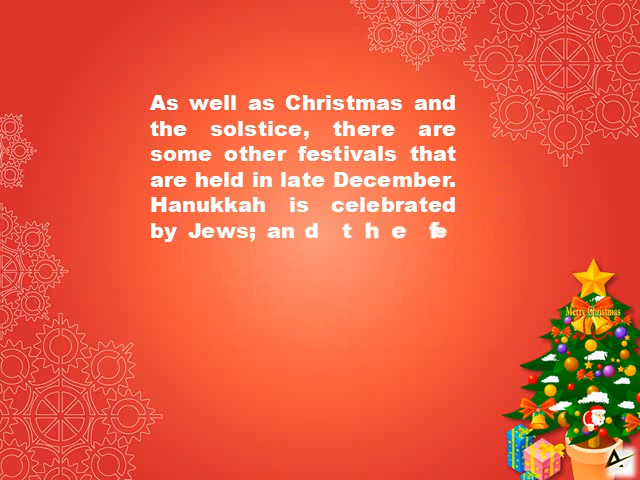 As well as Christmas and
the solstice, there are
some other festivals that
are held in late December.
Hanukkah is celebrated
by Jews; and the
Merry Christmas